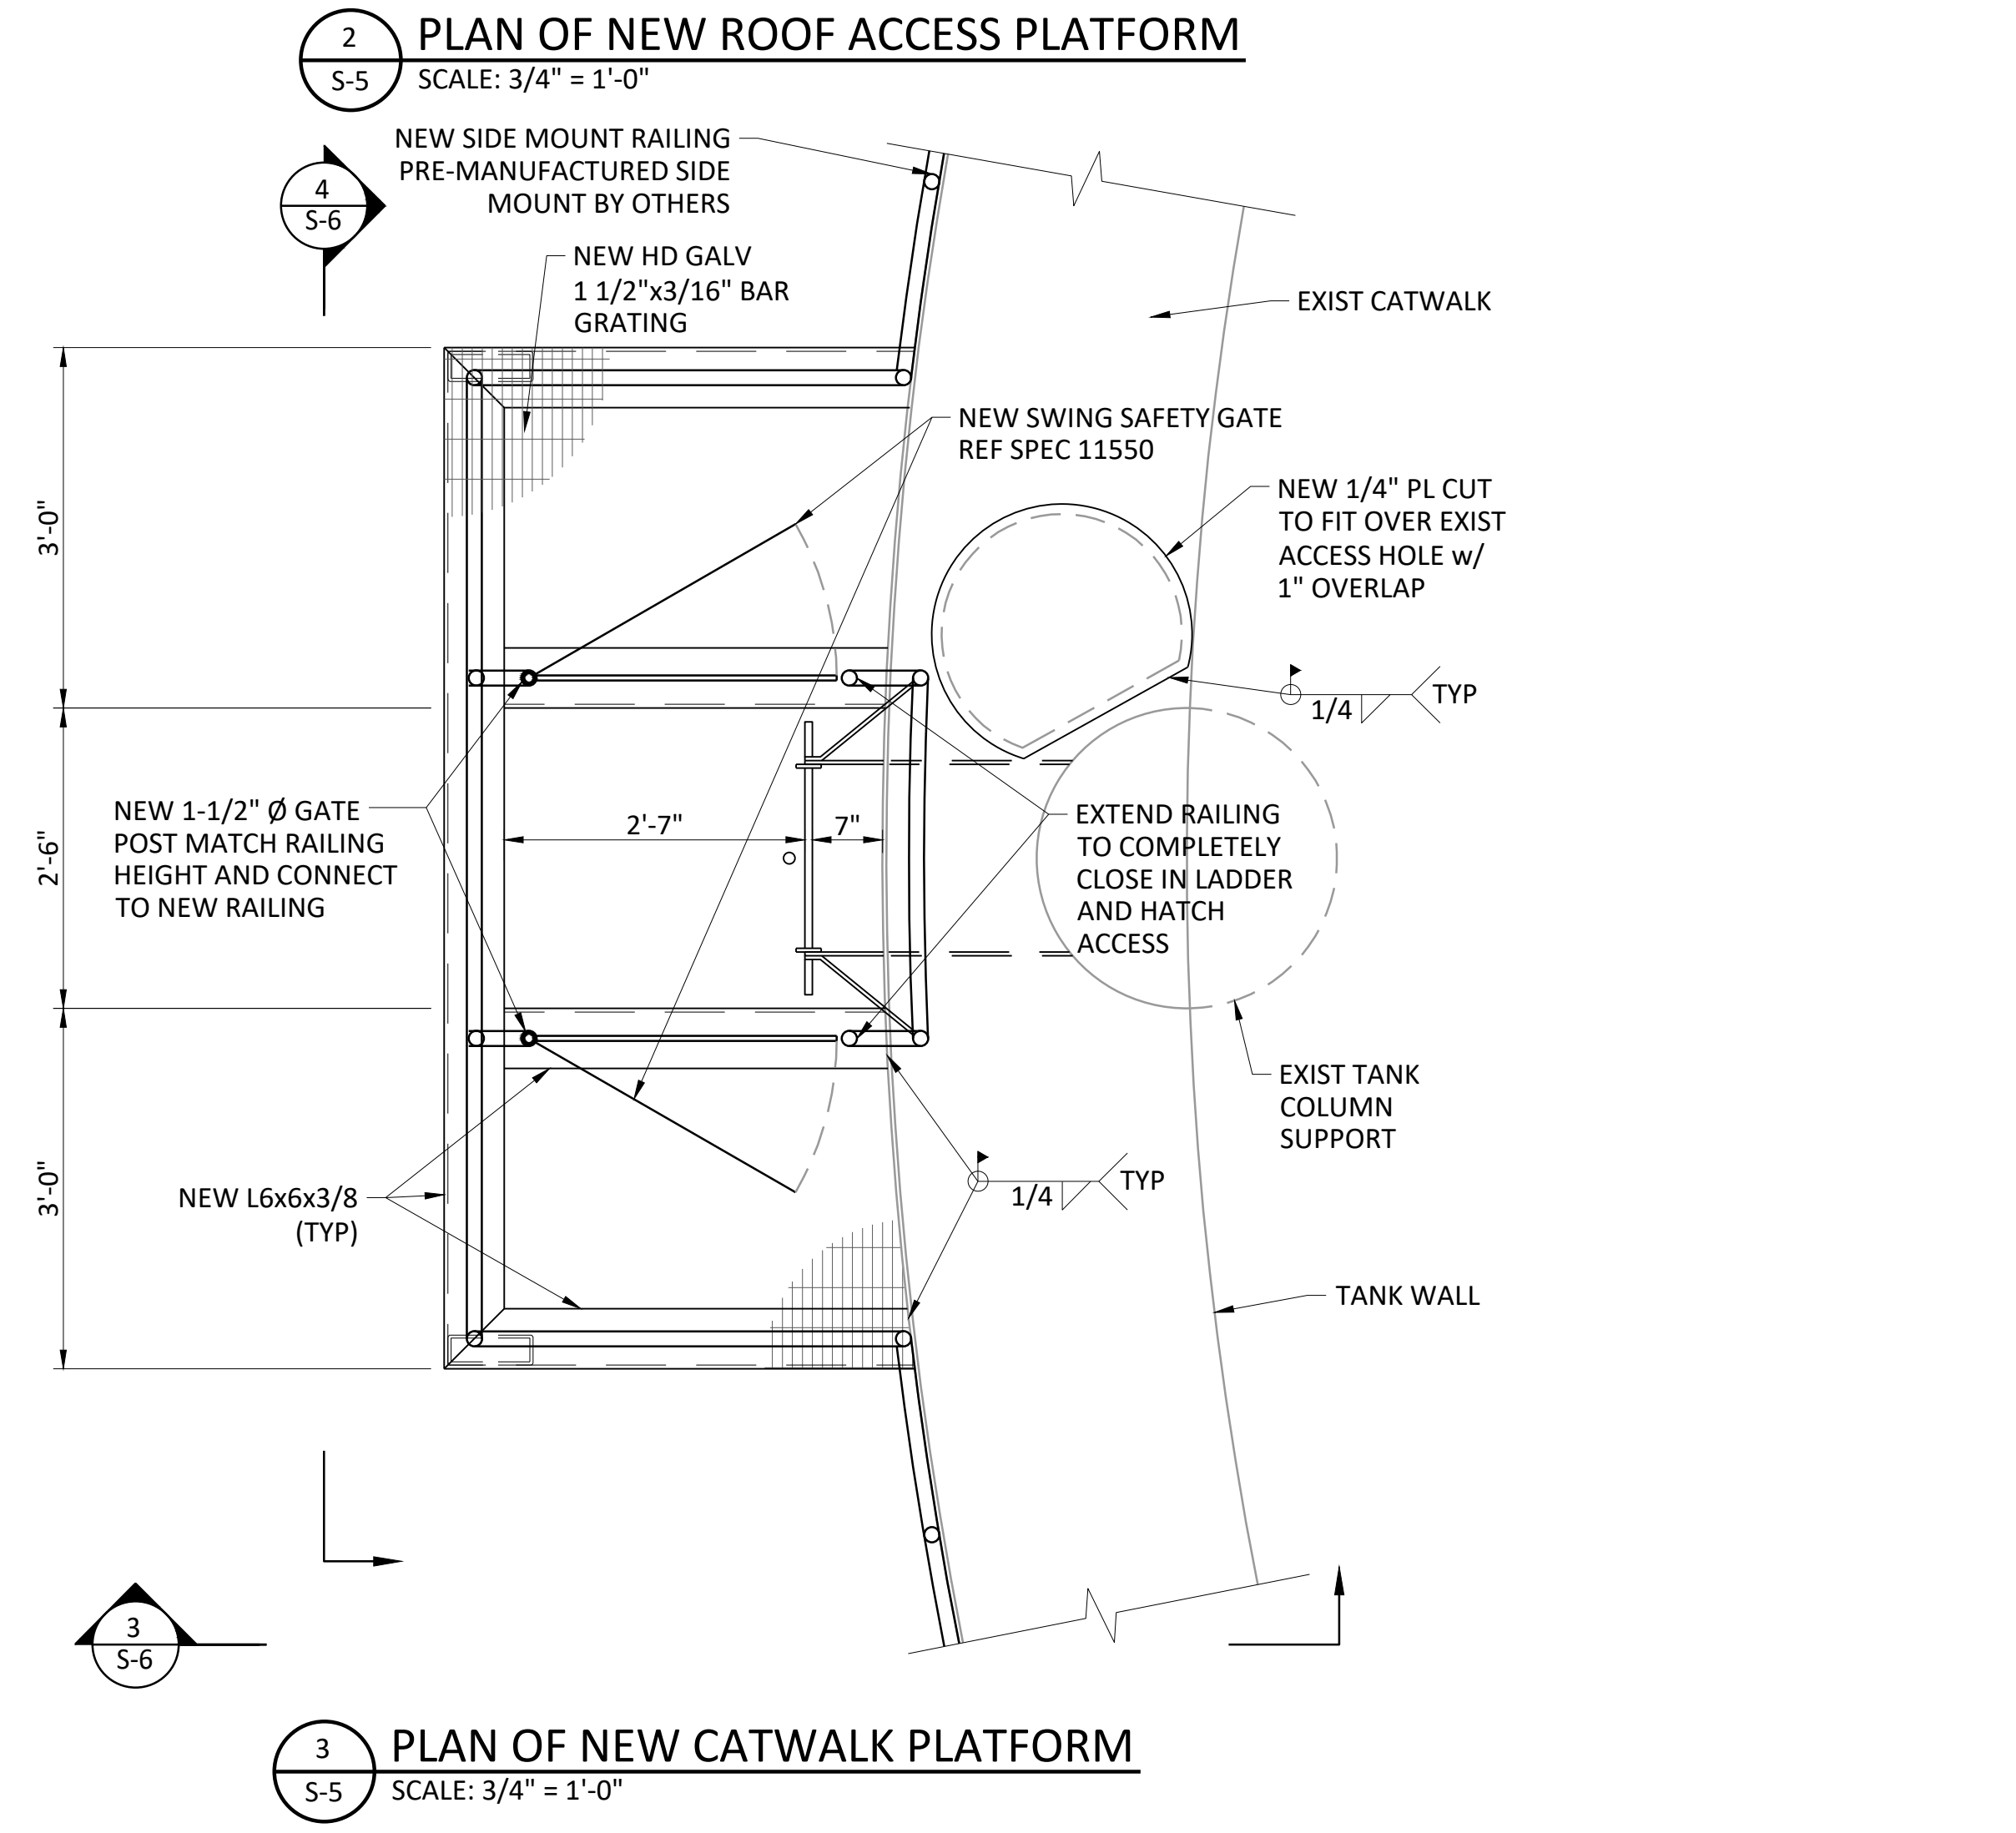 2
S-5
PLAN OF NEW ROOF ACCESS PLATFORM
SCALE: 3/4" = 1'-0"
NEW SIDE MOUNT RAILING
PRE-MANUFACTURED SIDE
MOUNT BY OTHERS
4
S-6
NEW HD GALV
1 1/2"x3/16" BAR
GRATING
EXIST CATWALK
NEW SWING SAFETY GATE
REF SPEC 11550
NEW 1/4" PL CUT
TO FIT OVER EXIST
ACCESS HOLE w/
1" OVERLAP
3'-0"
1/4
TYP
NEW 1-1/2" Ø GATE
POST MATCH RAILING
HEIGHT AND CONNECT
TO NEW RAILING
2'-6"
2'-7"
7"
EXTEND RAILING
TO COMPLETELY
CLOSE IN LADDER
AND HATCH
ACCESS
EXIST TANK
COLUMN
SUPPORT
3'-0"
NEW L6x6x3/8
(TYP)
1/4
TYP
TANK WALL
3
S-6
3
S-5
PLAN OF NEW CATWALK PLATFORM
SCALE: 3/4" = 1'-0"